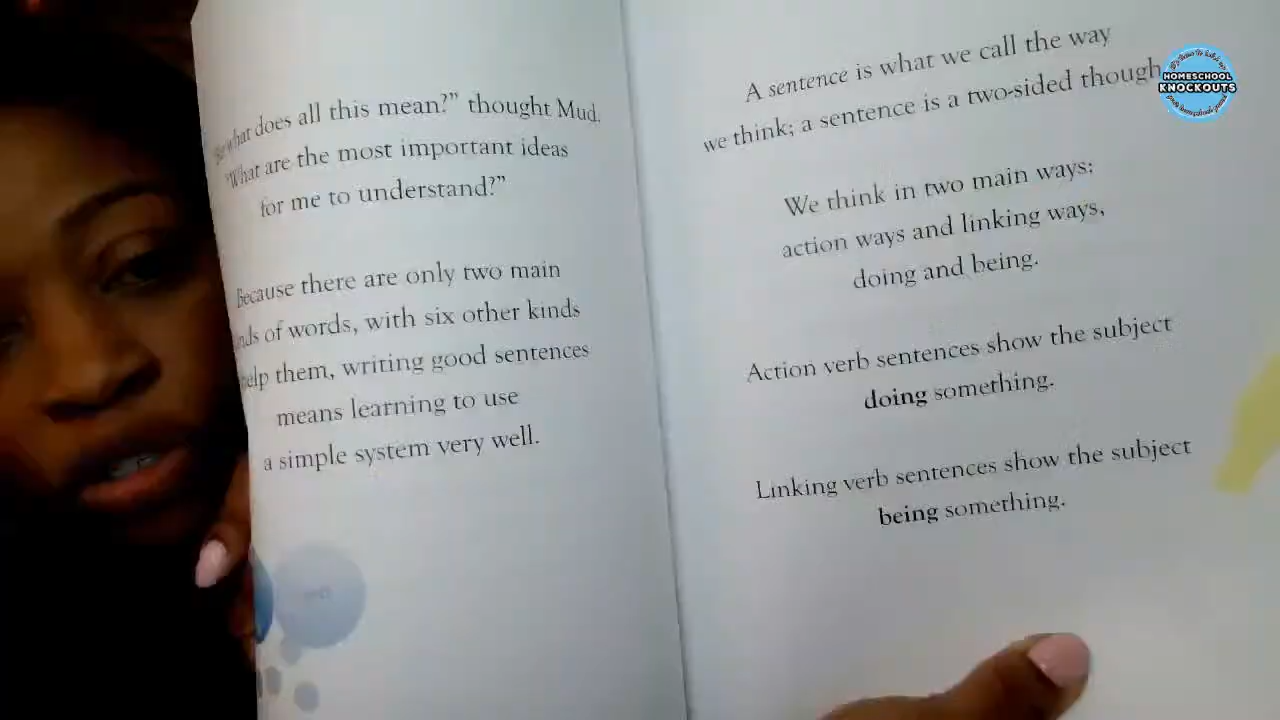 what does all this mean?” thought Mud.
“What are the most important ideas
for me to understand?”
Because there are only two main
of words, with six other kinds
help them, writing good sentences
means learning to use
a simple system very well.
A sentence is what we call the way
we think; a sentence is a two-sided though
We think in two main ways:
action ways and linking ways,
doing and being.
Action verb sentences show the subject
doing something.
Linking verb sentences show the subject
being something.
HOMESCHOOL
KNOCKOUTS